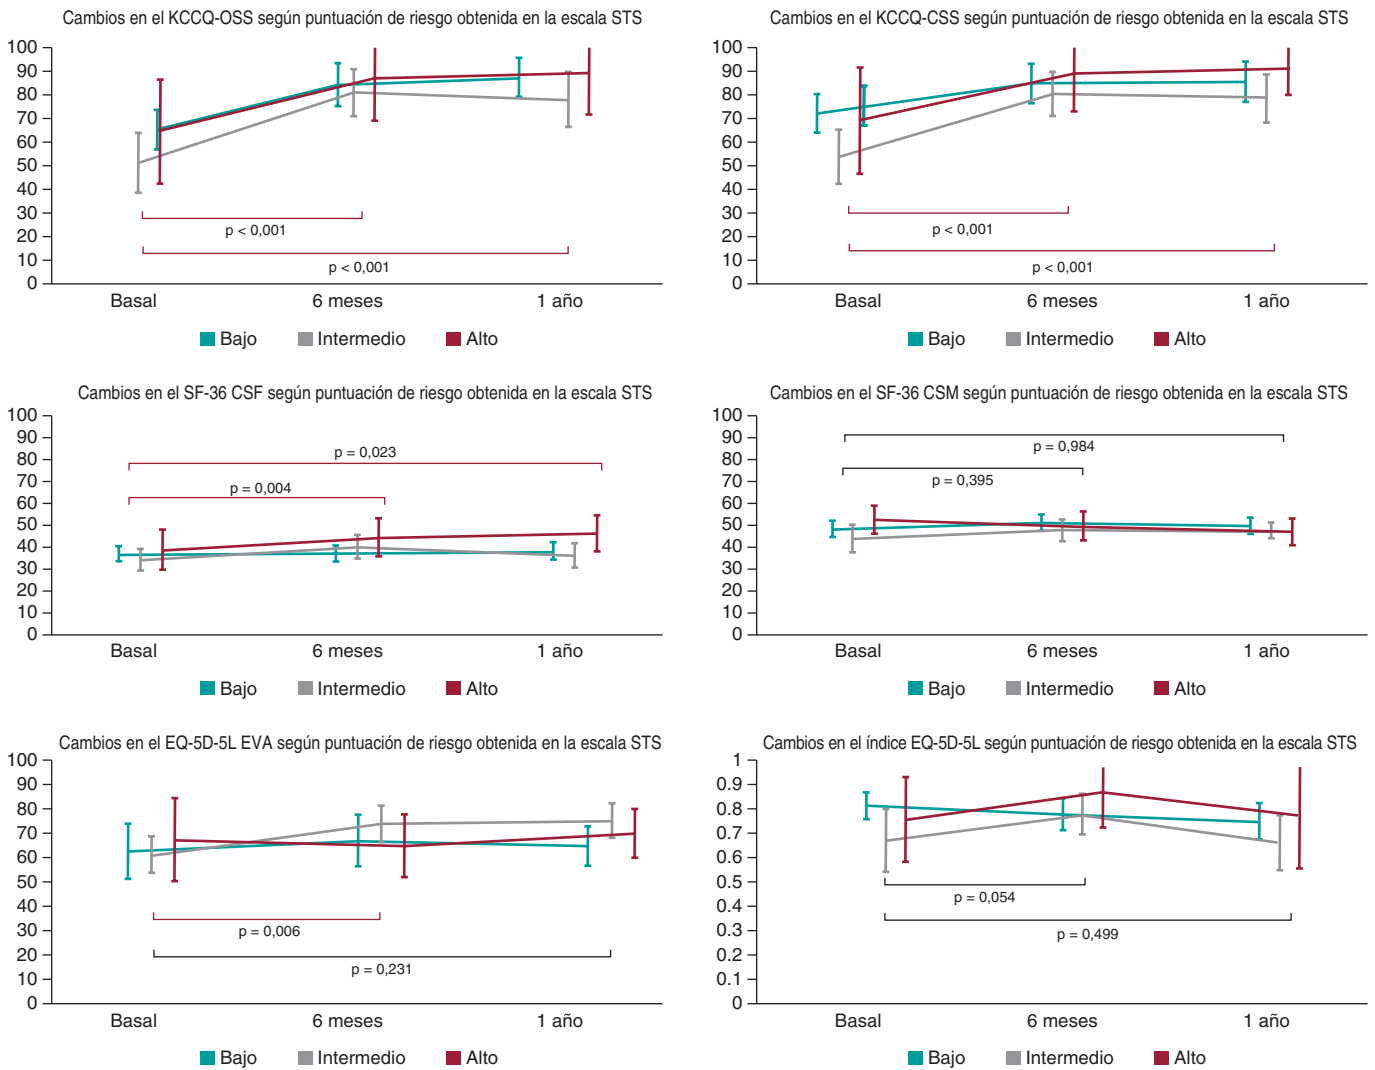 Cambios en el KCCQ-OSS según puntuación de riesgo obtenida en la escala STS
100
90
80
70
60
50
40
30
20
10
0
p < 0,001
p < 0,001
Basal 6 meses 1 año
Bajo Intermedio Alto
Cambios en el KCCQ-CSS según puntuación de riesgo obtenida en la escala STS
100
90
80
70
60
50
40
30
20
10
0
p < 0,001
p < 0,001
Basal 6 meses 1 año
Bajo Intermedio Alto
Cambios en el SF-36 CSF según puntuación de riesgo obtenida en la escala STS
100
90
80
70
60
50
40
30
20
10
0
p = 0,023
p = 0,004
Basal 6 meses 1 año
Bajo Intermedio Alto
Cambios en el SF-36 CSM según puntuación de riesgo obtenida en la escala STS
100
90
80
70
60
50
40
30
20
10
0
p = 0,984
p = 0,395
Basal 6 meses 1 año
Bajo Intermedio Alto
Cambios en el EQ-5D-5L EVA según puntuación de riesgo obtenida en la escala STS
100
90
80
70
60
50
40
30
20
10
0
p = 0,006
p = 0,231
Basal 6 meses 1 año
Bajo Intermedio Alto
Cambios en el índice EQ-5D-5L según puntuación de riesgo obtenida en la escala STS
1
0.9
0.8
0.7
0.6
0.5
0.4
0.3
0.2
0.1
0
p = 0,054
p = 0,499
Basal 6 meses 1 año
Bajo Intermedio Alto